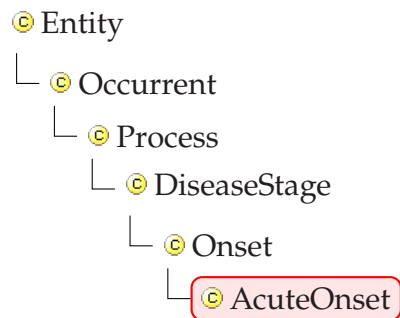 © Entity
© Occurrent
© Process
© DiseaseStage
© Onset
© AcuteOnset